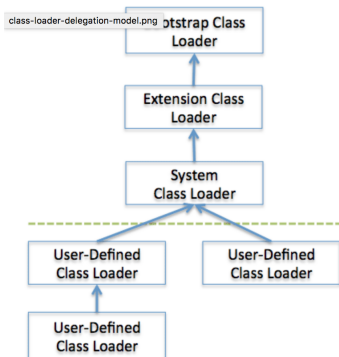 class-loader-delegation-model.png
otstrap Class
Loader
Extension Class
Loader
System
Class Loader
User-Defined
Class Loader
User-Defined
Class Loader
User-Defined
Class Loader